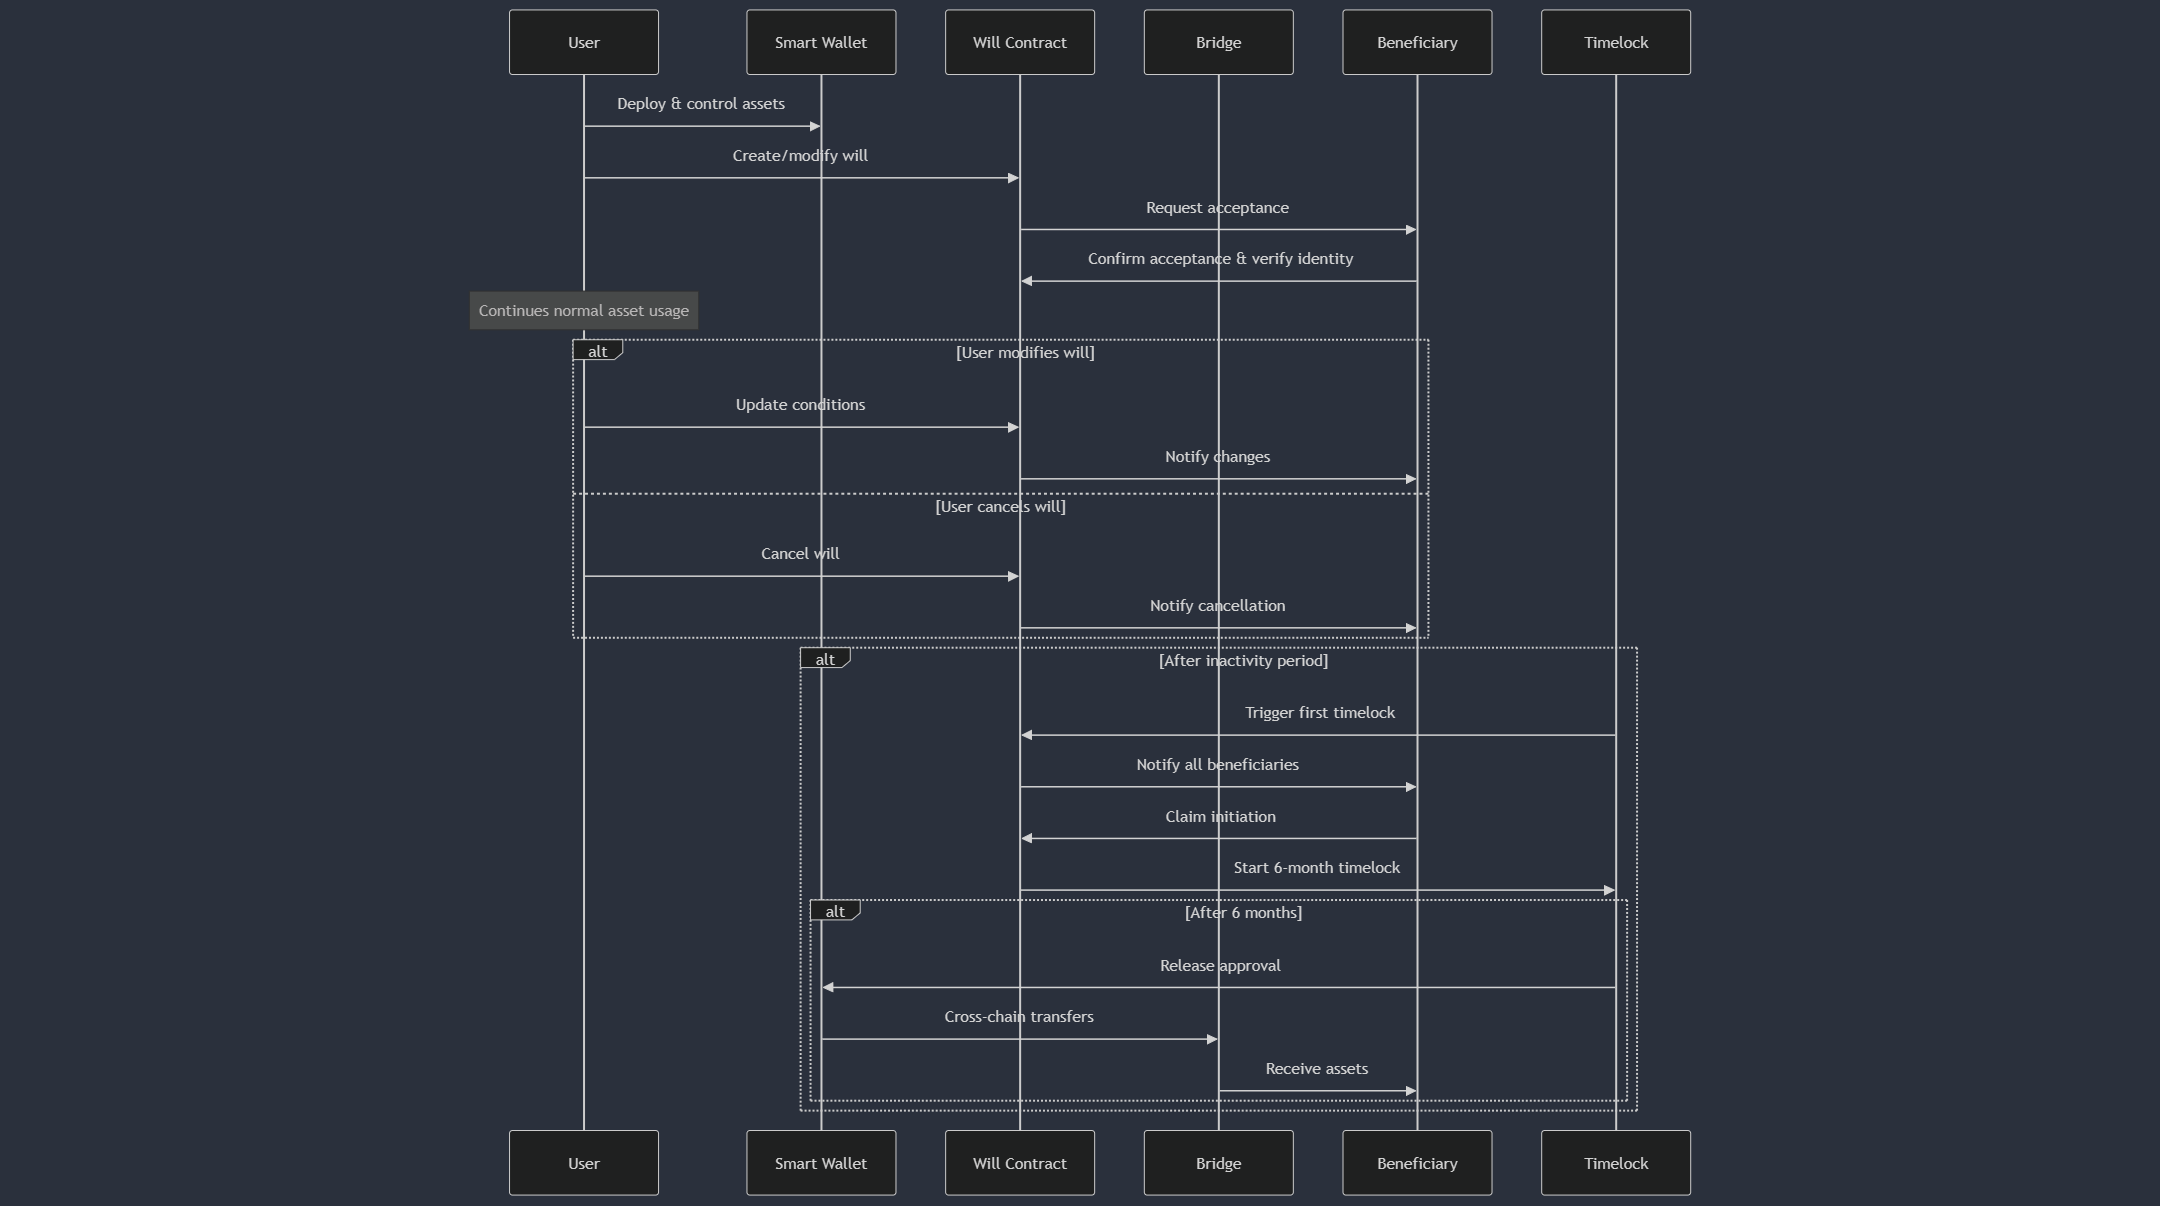 User
Smart Wallet
Will Contract
Bridge
Beneficiary
Timelock
Deploy & control assets
Create/modify will
Request acceptance
Confirm acceptance & verify identity
Continues normal asset usage
alt
[User modifies will]
Update conditions
Notify changes
[User cancels will]
Cancel will
Notify cancellation
alt
[After inactivity period]
Trigger first timelock
Notify all beneficiaries
Claim initiation
Start 6-month timelock
alt
[After 6 months]
Release approval
Cross-chain transfers
Receive assets
User
Smart Wallet
Will Contract
Bridge
Beneficiary
Timelock